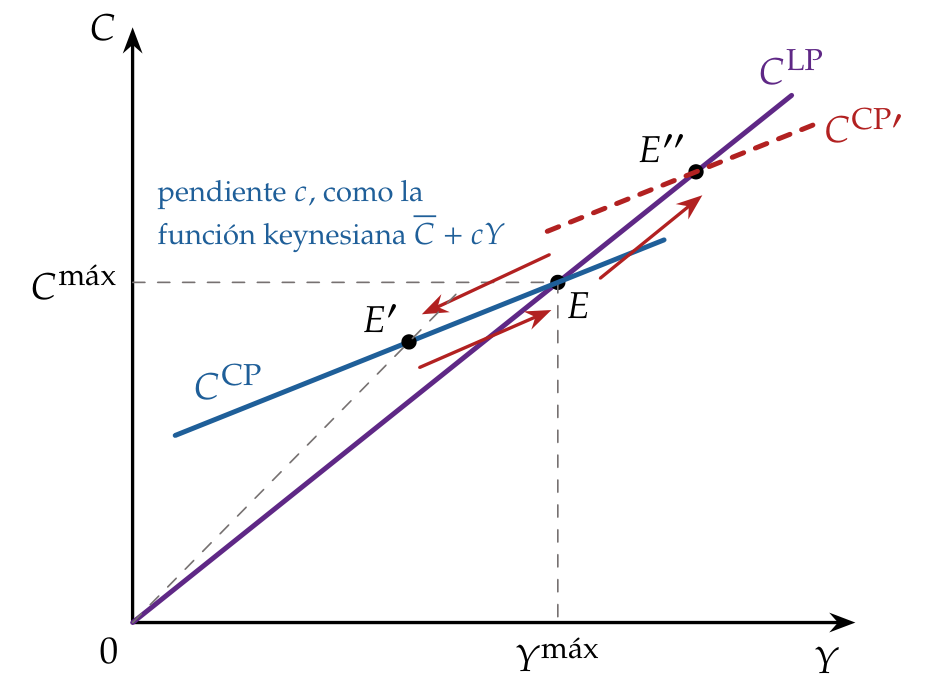 C
C^LP
C^CP′
E″
pendiente c, como la
función keynesiana C̅ + cY
C^máx
E′
E
C^CP
0
Y^máx
Y